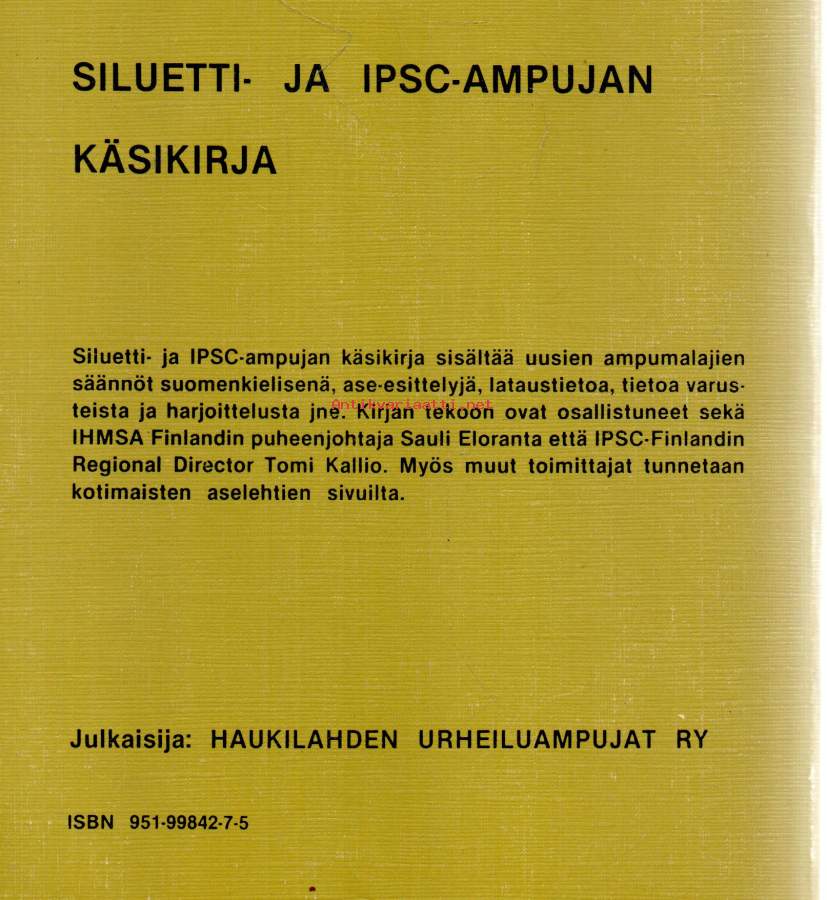 SILUETTI- JA IPSC-AMPUJAN
KÄSIKIRJA
Siluetti- ja IPSC-ampujan käsikirja sisältää uusien ampumalajien
säännöt suomenkielisenä, ase-esittelyjä, lataustietoa, tietoa varus-
teista ja harjoittelusta jne. Kirjan tekoon ovat osallistuneet sekä
Antikvariaatti.net
IHMSA Finlandin puheenjohtaja Sauli Eloranta että IPSC-Finlandin
Regional Director Tomi Kallio. Myös muut toimittajat tunnetaan
kotimaisten aselehtien sivuilta.
Julkaisija: HAUKILAHDEN URHEILUAMPUJAT RY
ISBN 951-99842-7-5